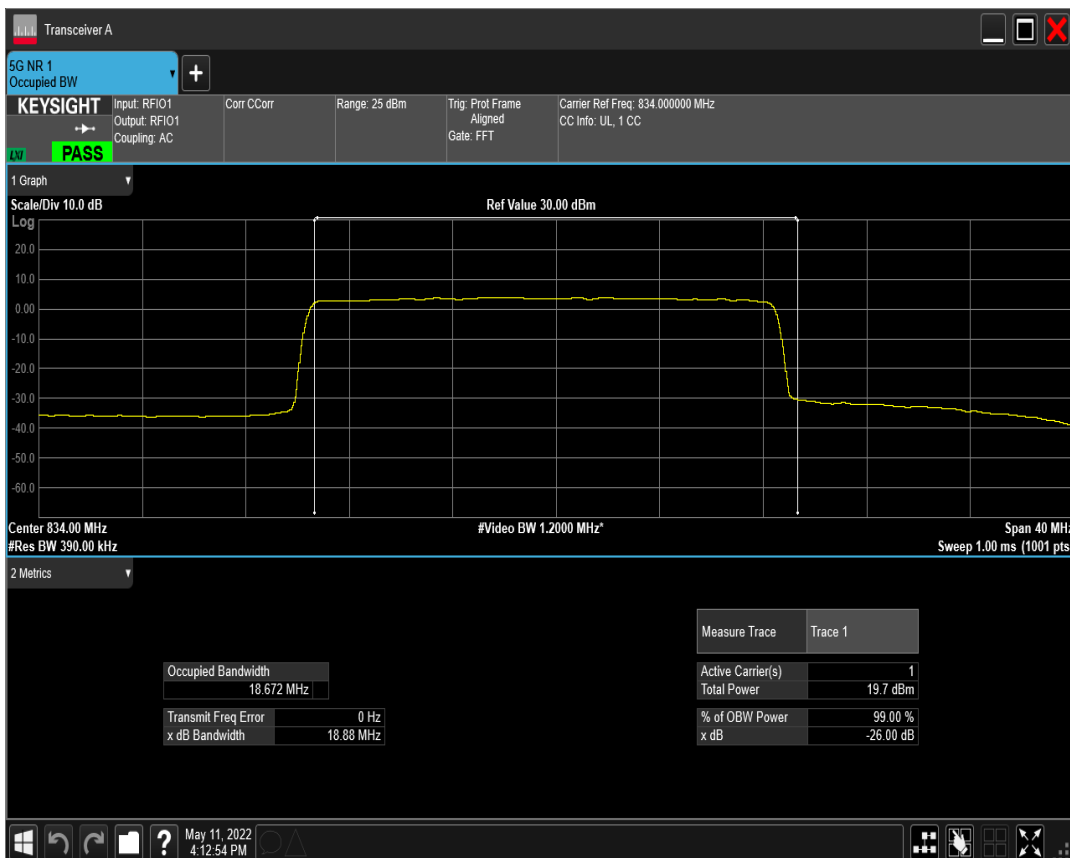 Transceiver A
5G NR 1
Occupied BW
+
KEYSIGHT
LXI
PASS
Input: RFIO1
Output: RFIO1
Coupling: AC
Corr CCorr
Range: 25 dBm
Trig: Prot Frame
Aligned
Gate: FFT
Carrier Ref Freq: 834.000000 MHz
CC Info: UL, 1 CC
1 Graph
Scale/Div 10.0 dB
Ref Value 30.00 dBm
Log
20.0
10.0
0.00
-10.0
-20.0
-30.0
-40.0
-50.0
-60.0
Center 834.00 MHz
#Video BW 1.2000 MHz*
Span 40 MHz
#Res BW 390.00 kHz
Sweep 1.00 ms (1001 pts
2 Metrics
Measure Trace Trace 1
Occupied Bandwidth
18.672 MHz
Active Carrier(s) 1
Total Power 19.7 dBm
Transmit Freq Error 0 Hz
x dB Bandwidth 18.88 MHz
% of OBW Power 99.00 %
x dB -26.00 dB
?
May 11, 2022
4:12:54 PM